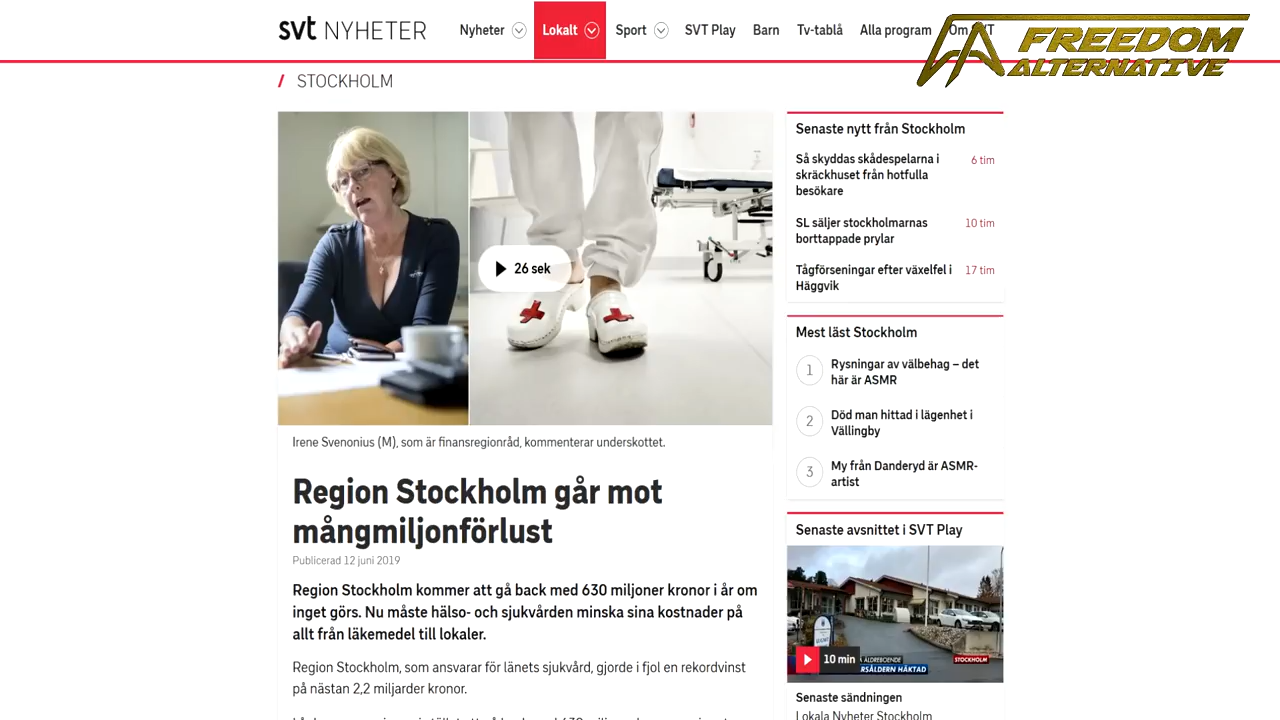 svt NYHETER
Nyheter
Lokalt
Sport
SVT Play
Barn
Tv-tablå
Alla program
FREEDOM
ALTERNATIVE
/ STOCKHOLM
26 sek
Irene Svenonius (M), som är finansregionråd, kommenterar underskottet.
Region Stockholm går mot
mångmiljonförlust
Publicerad 12 juni 2019
Region Stockholm kommer att gå back med 630 miljoner kronor i år om
inget görs. Nu måste hälso- och sjukvården minska sina kostnader på
allt från läkemedel till lokaler.
Region Stockholm, som ansvarar för länets sjukvård, gjorde i fjol en rekordvinst
på nästan 2,2 miljarder kronor.
Senaste nytt från Stockholm
Så skyddas skådespelarna i 6 tim
skräckhuset från hotfulla
besökare
SL säljer stockholmarnas 10 tim
borttappade prylar
Tågförseningar efter växelfel i 17 tim
Häggvik
Mest läst Stockholm
1 Rysningar av välbehag – det
här är ASMR
2 Död man hittad i lägenhet i
Vällingby
3 My från Danderyd är ASMR-
artist
Senaste avsnittet i SVT Play
10 min
ÄLDREBOENDE
RSÅLDERN HÄKTAD
STOCKHOLM
Senaste sändningen
Lokala Nyheter Stockholm